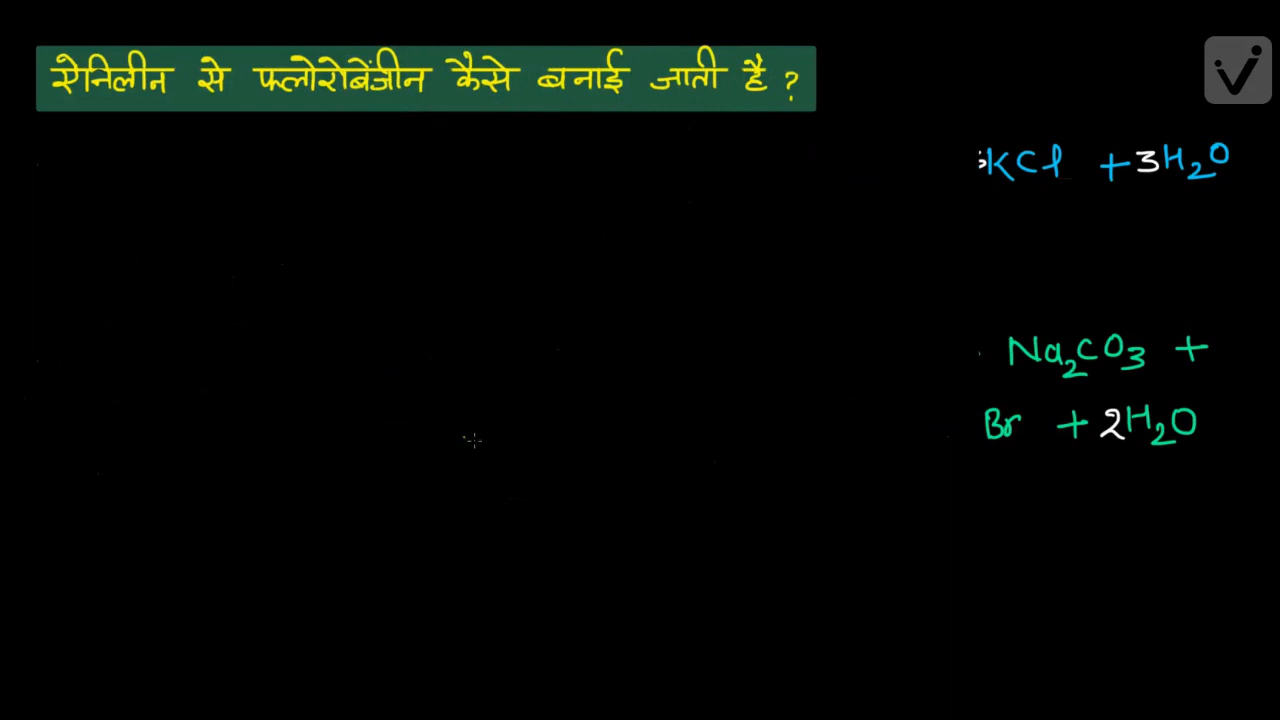 ऐनिलीन से फ्लोरोबेंजीन कैसे बनाई जाती है ?
KCl + 3H₂O
Na₂CO₃ +
Br + 2H₂O